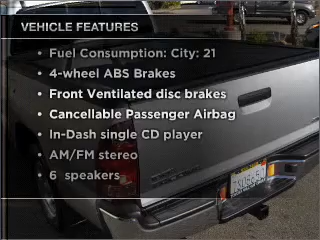 VEHICLE FEATURES
• Fuel Consumption: City: 21
• 4-wheel ABS Brakes
• Front Ventilated disc brakes
• Cancellable Passenger Airbag
• In-Dash single CD player
• AM/FM stereo
• 6 speakers